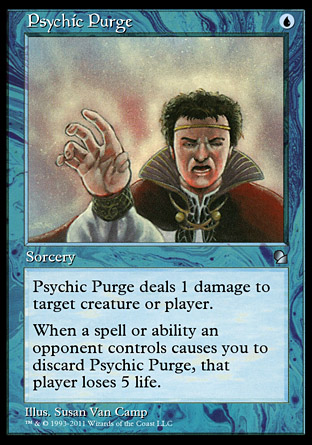 Psychic Purge
Sorcery
Psychic Purge deals 1 damage to
target creature or player.
When a spell or ability an
opponent controls causes you to
discard Psychic Purge, that
player loses 5 life.
Illus. Susan Van Camp
™ & © 1993-2011 Wizards of the Coast LLC